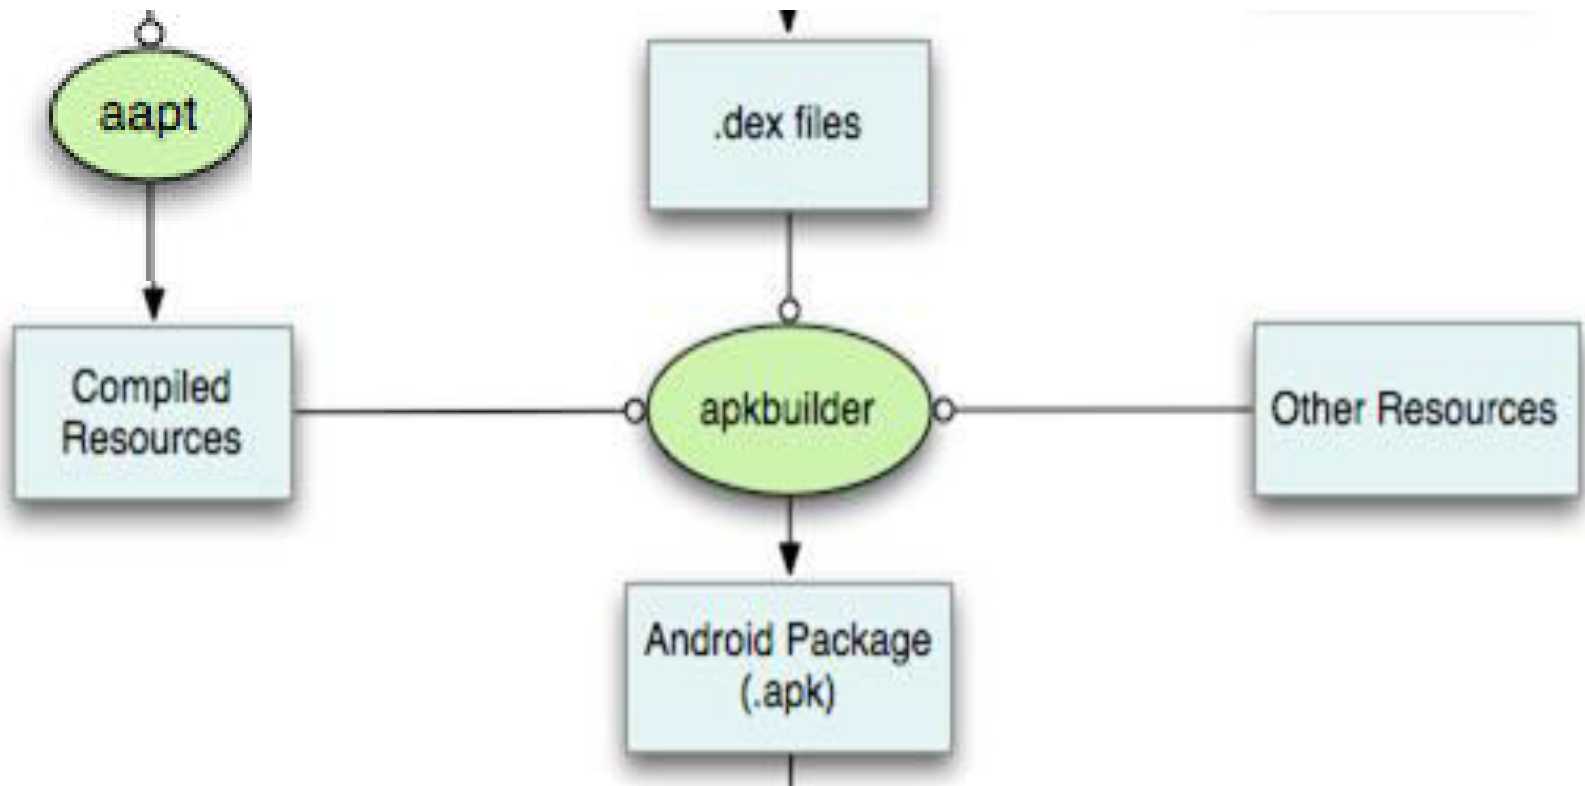 aapt
.dex files
Compiled
Resources
apkbuilder
Other Resources
Android Package
(.apk)